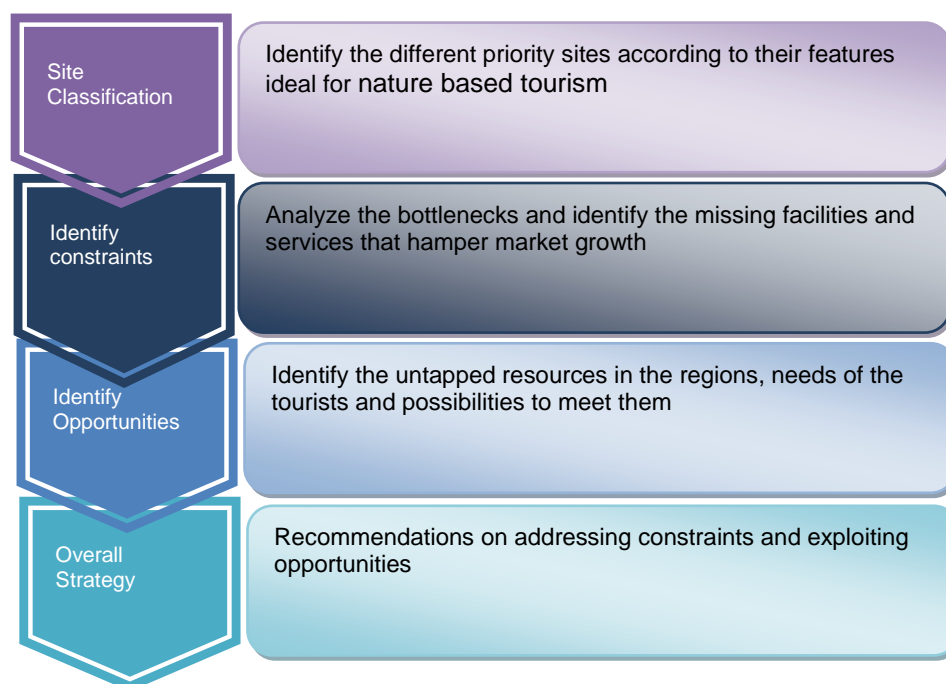 Site
Classification
Identify the different priority sites according to their features
ideal for nature based tourism
Identify
constraints
Analyze the bottlenecks and identify the missing facilities and
services that hamper market growth
Identify
Opportunities
Identify the untapped resources in the regions, needs of the
tourists and possibilities to meet them
Overall
Strategy
Recommendations on addressing constraints and exploiting
opportunities